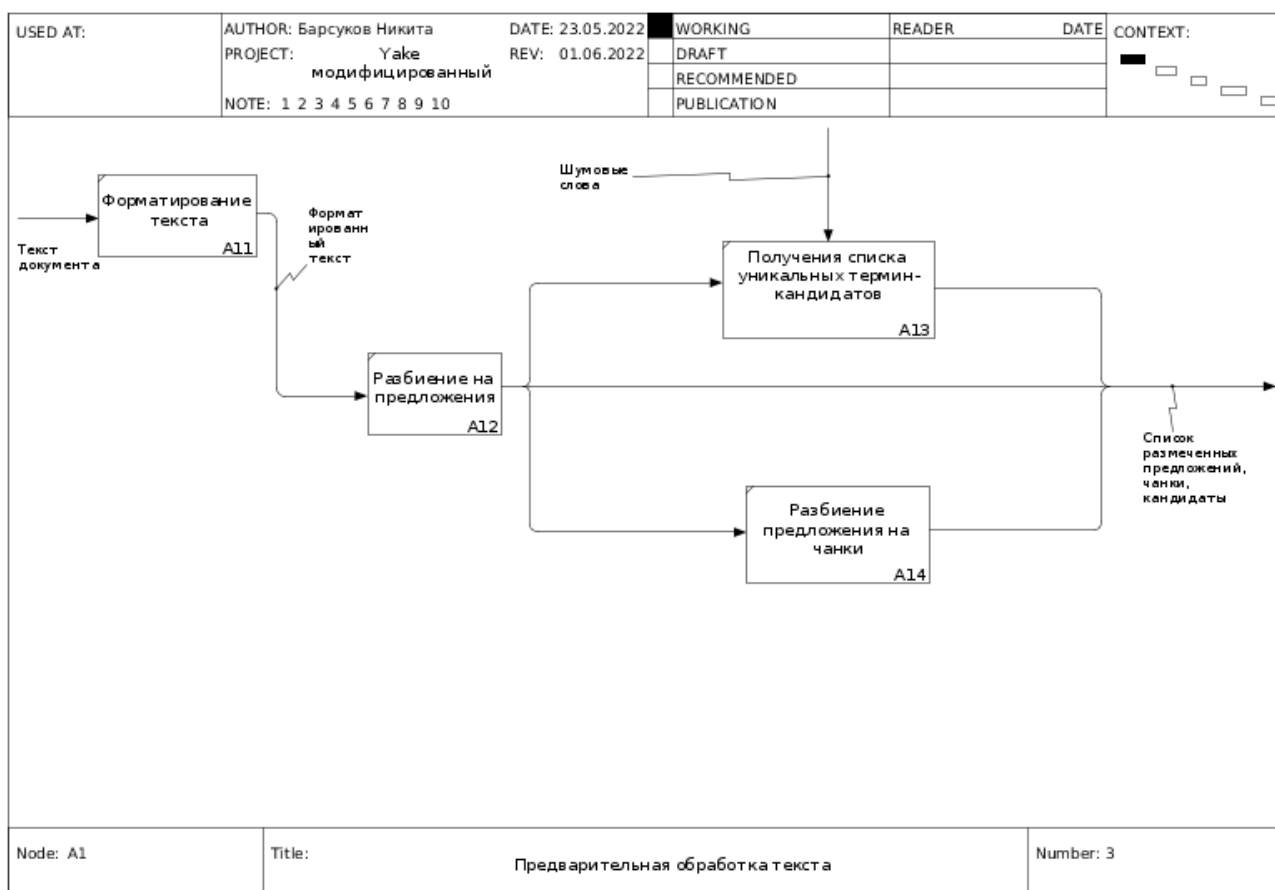 USED AT:
AUTHOR: Барсуков Никита
DATE: 23.05.2022
PROJECT: Yake
модифицированный
REV: 01.06.2022
NOTE: 1 2 3 4 5 6 7 8 9 10
WORKING
DRAFT
RECOMMENDED
PUBLICATION
READER
DATE
CONTEXT:
Шумовые
слова
Форматирование
текста
A11
Текст
документа
Формат
ированн
ый
текст
Получения списка
уникальных термин-
кандидатов
A13
Разбиение на
предложения
A12
Список
размеченных
предложений,
чанки,
кандидаты
Разбиение
предложения на
чанки
A14
Node: A1
Title:
Предварительная обработка текста
Number: 3